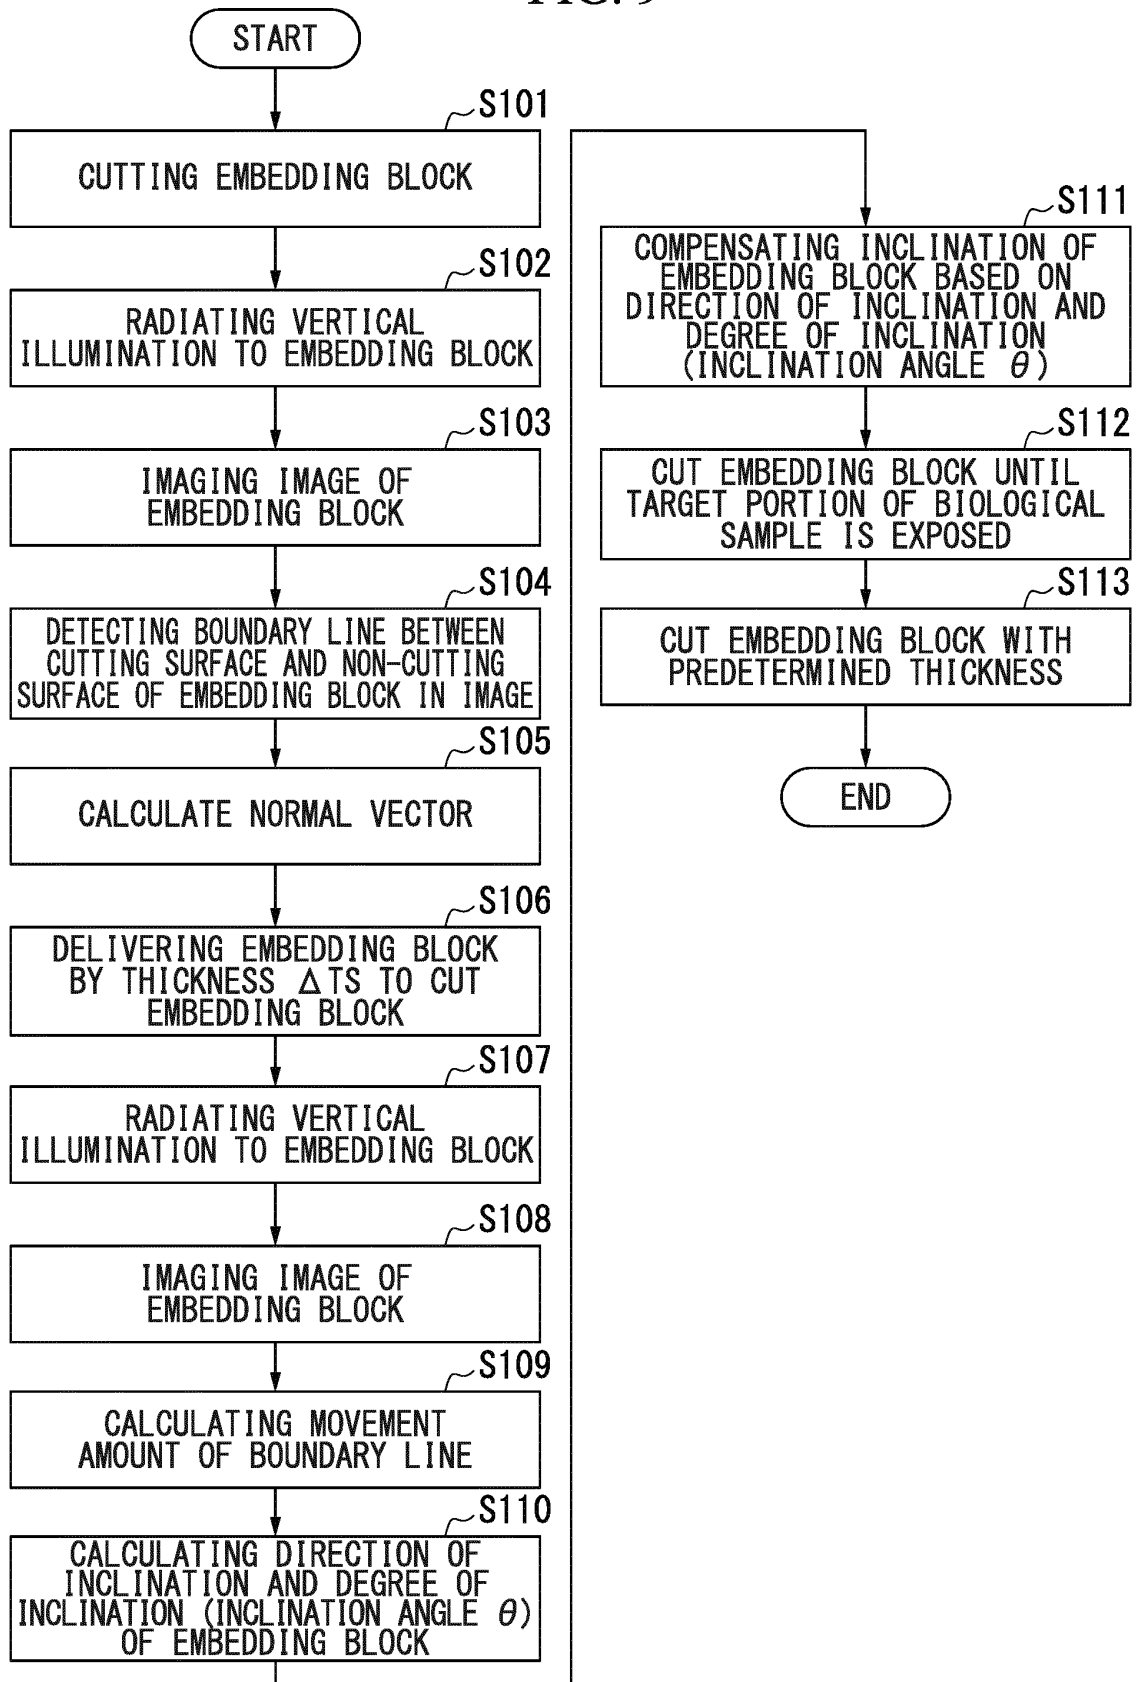 FIG. 9
START
S101
CUTTING EMBEDDING BLOCK
S102
RADIATING VERTICAL
ILLUMINATION TO EMBEDDING BLOCK
S103
IMAGING IMAGE OF
EMBEDDING BLOCK
S104
DETECTING BOUNDARY LINE BETWEEN
CUTTING SURFACE AND NON-CUTTING
SURFACE OF EMBEDDING BLOCK IN IMAGE
S105
CALCULATE NORMAL VECTOR
S106
DELIVERING EMBEDDING BLOCK
BY THICKNESS ΔTS TO CUT
EMBEDDING BLOCK
S107
RADIATING VERTICAL
ILLUMINATION TO EMBEDDING BLOCK
S108
IMAGING IMAGE OF
EMBEDDING BLOCK
S109
CALCULATING MOVEMENT
AMOUNT OF BOUNDARY LINE
S110
CALCULATING DIRECTION OF
INCLINATION AND DEGREE OF
INCLINATION (INCLINATION ANGLE θ)
OF EMBEDDING BLOCK
S111
COMPENSATING INCLINATION OF
EMBEDDING BLOCK BASED ON
DIRECTION OF INCLINATION AND
DEGREE OF INCLINATION
(INCLINATION ANGLE θ)
S112
CUT EMBEDDING BLOCK UNTIL
TARGET PORTION OF BIOLOGICAL
SAMPLE IS EXPOSED
S113
CUT EMBEDDING BLOCK WITH
PREDETERMINED THICKNESS
END